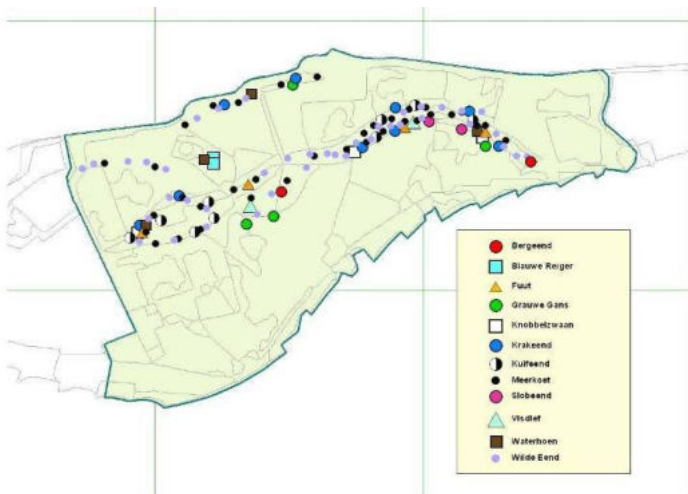 Bergeend
Blauwe Reiger
Fuut
Grauwe Gans
Knobbelzwaan
Krakeend
Kuifeend
Meerkoet
Slobeend
Visdief
Waterhoen
Wilde Eend